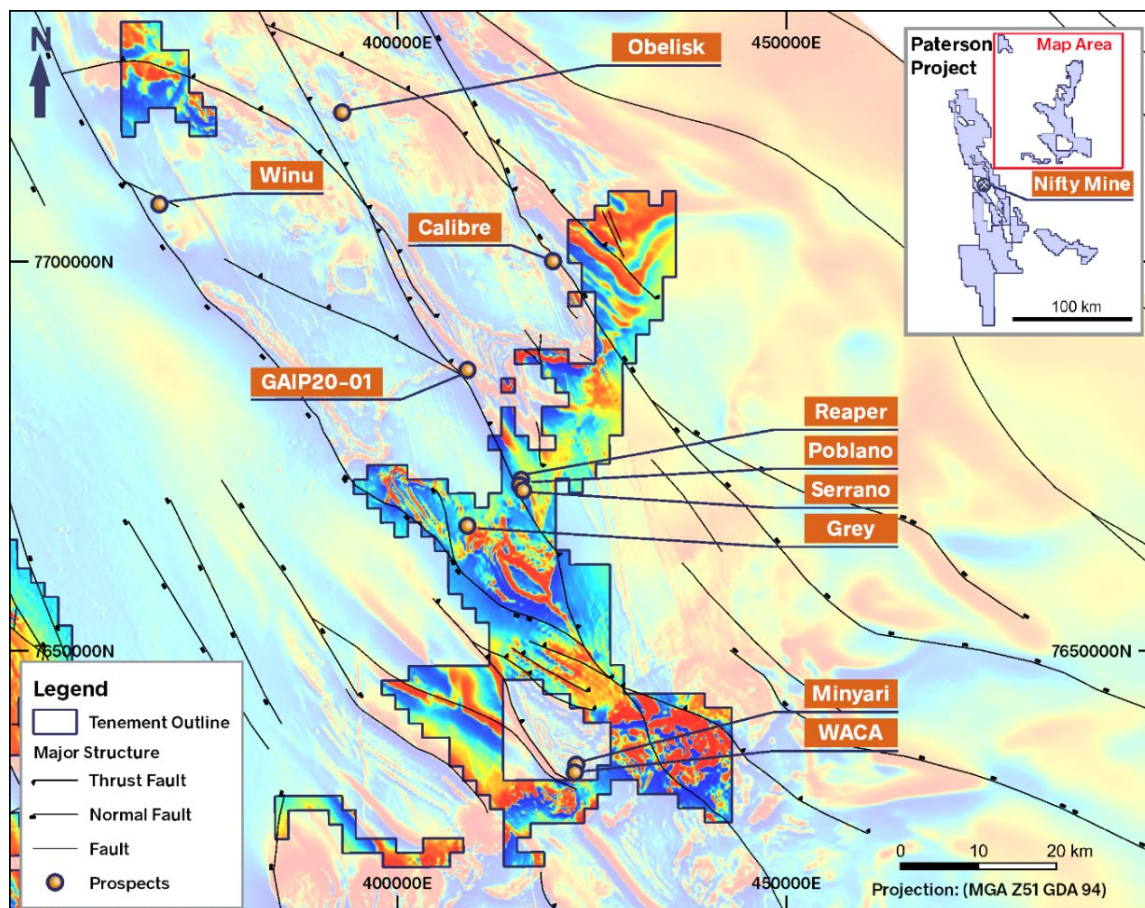 400000E
450000E
N
Obelisk
Winu
Calibre
7700000N
GAIP20-01
Paterson
Project
Map Area
Nifty Mine
100 km
Reaper
Poblano
Serrano
Grey
7650000N
7650000N
Minyari
WACA
Legend
Tenement Outline
Major Structure
Thrust Fault
Normal Fault
Fault
Prospects
400000E
450000E
0 10 20 km
Projection: (MGA Z51 GDA 94)